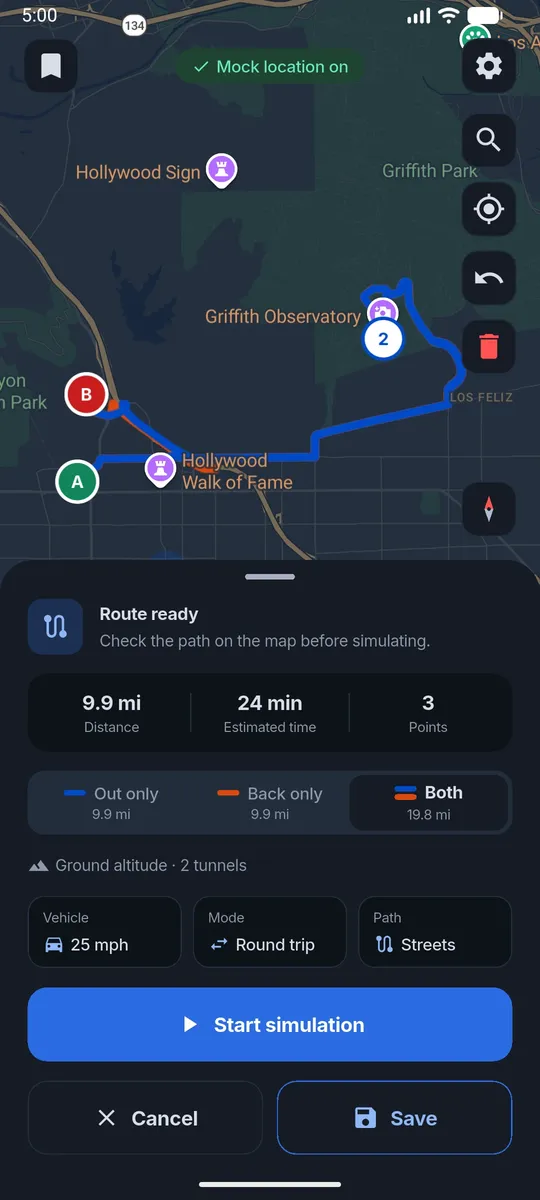 5:00
134
Mock location on
Los A
Hollywood Sign
Griffith Park
Griffith Observatory
2
yon
n Park
B
LOS FELIZ
A
Hollywood
Walk of Fame
Route ready
Check the path on the map before simulating.
9.9 mi
24 min
3
Distance
Estimated time
Points
Out only
Back only
Both
9.9 mi
9.9 mi
19.8 mi
Ground altitude · 2 tunnels
Vehicle
Mode
Path
25 mph
Round trip
Streets
Start simulation
Cancel
Save